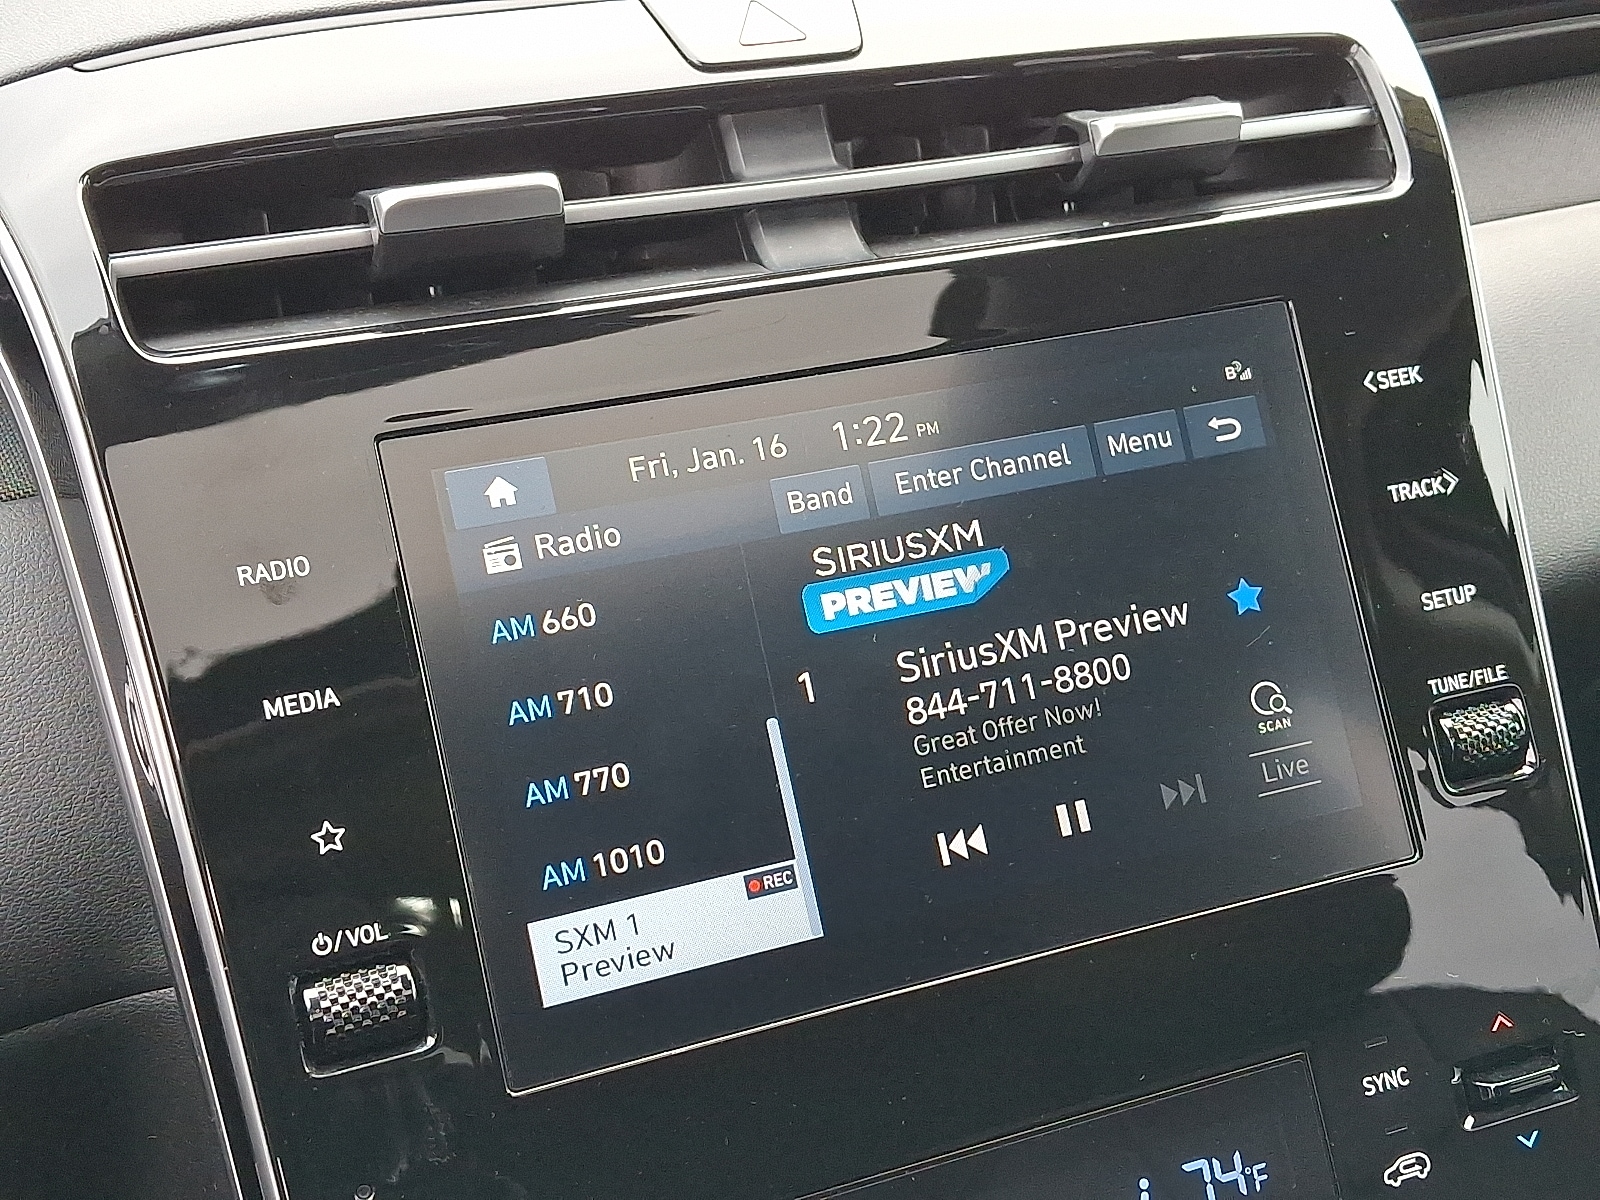 B
Fri, Jan. 16 1:22 PM
Band Enter Channel Menu
Radio
AM 660
AM 710
AM 770
AM 1010
REC
SXM 1
Preview
SIRIUSXM
PREVIEW
1
SiriusXM Preview
844-711-8800
Great Offer Now!
Entertainment
SCAN
Live
RADIO
MEDIA
/VOL
<SEEK
TRACK>
SETUP
TUNE/FILE
SYNC
74°F